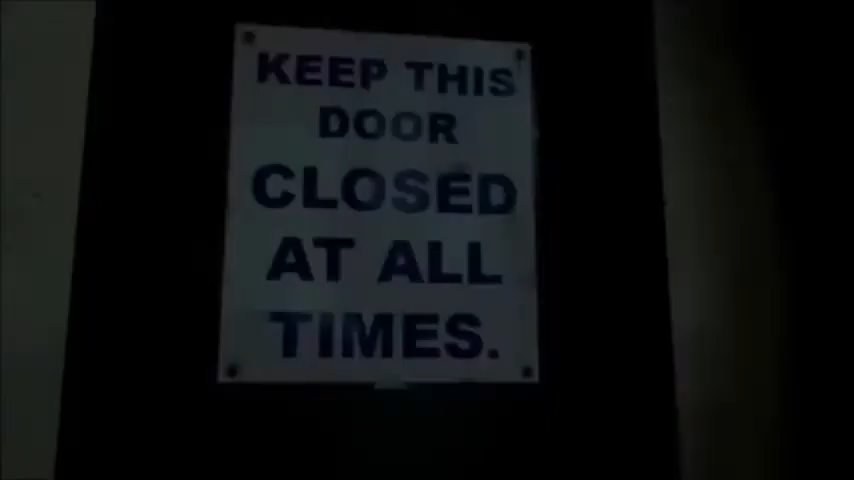 KEEP THIS
DOOR
CLOSED
AT ALL
TIMES.